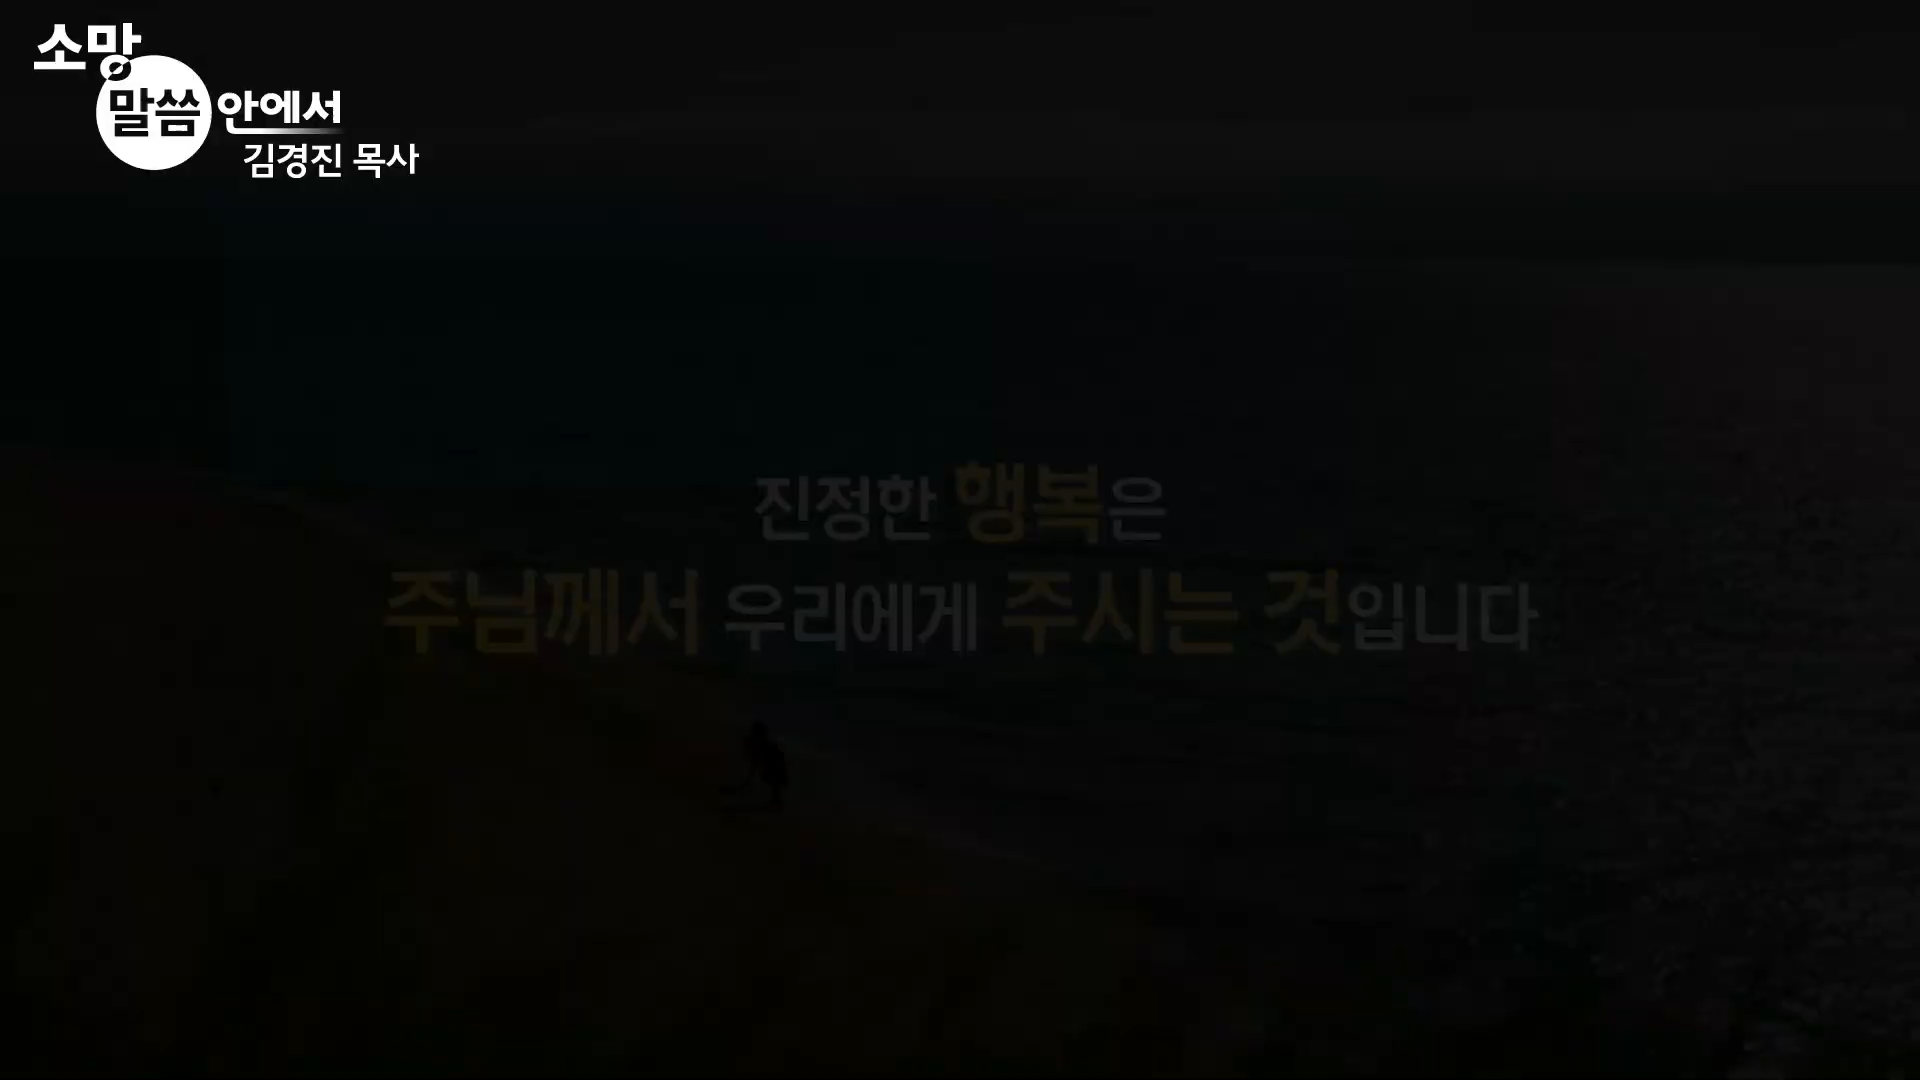 소망
말씀 안에서
김경진 목사
진정한 행복은
주님께서 우리에게 주시는 것입니다